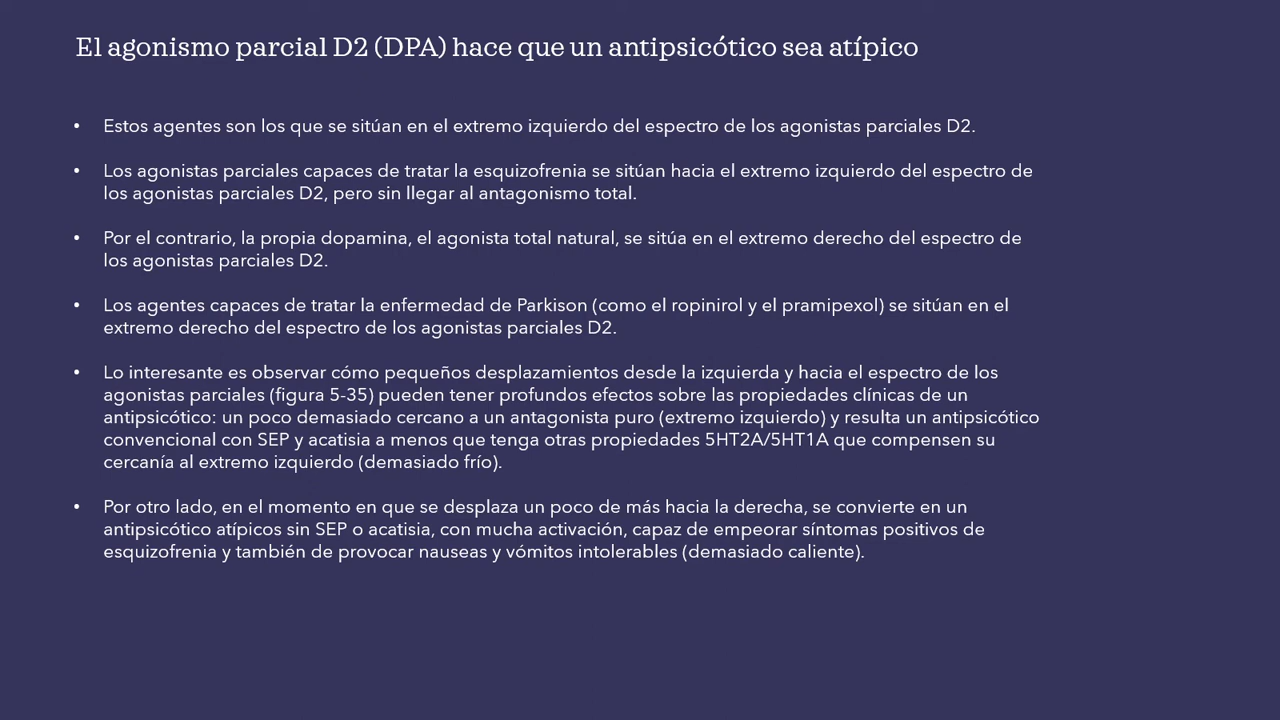 El agonismo parcial D2 (DPA) hace que un antipsicótico sea atípico
• Estos agentes son los que se sitúan en el extremo izquierdo del espectro de los agonistas parciales D2.
• Los agonistas parciales capaces de tratar la esquizofrenia se sitúan hacia el extremo izquierdo del espectro de
los agonistas parciales D2, pero sin llegar al antagonismo total.
• Por el contrario, la propia dopamina, el agonista total natural, se sitúa en el extremo derecho del espectro de
los agonistas parciales D2.
• Los agentes capaces de tratar la enfermedad de Parkison (como el ropinirol y el pramipexol) se sitúan en el
extremo derecho del espectro de los agonistas parciales D2.
• Lo interesante es observar cómo pequeños desplazamientos desde la izquierda y hacia el espectro de los
agonistas parciales (figura 5-35) pueden tener profundos efectos sobre las propiedades clínicas de un
antipsicótico: un poco demasiado cercano a un antagonista puro (extremo izquierdo) y resulta un antipsicótico
convencional con SEP y acatisia a menos que tenga otras propiedades 5HT2A/5HT1A que compensen su
cercanía al extremo izquierdo (demasiado frío).
• Por otro lado, en el momento en que se desplaza un poco de más hacia la derecha, se convierte en un
antipsicótico atípicos sin SEP o acatisia, con mucha activación, capaz de empeorar síntomas positivos de
esquizofrenia y también de provocar nauseas y vómitos intolerables (demasiado caliente).